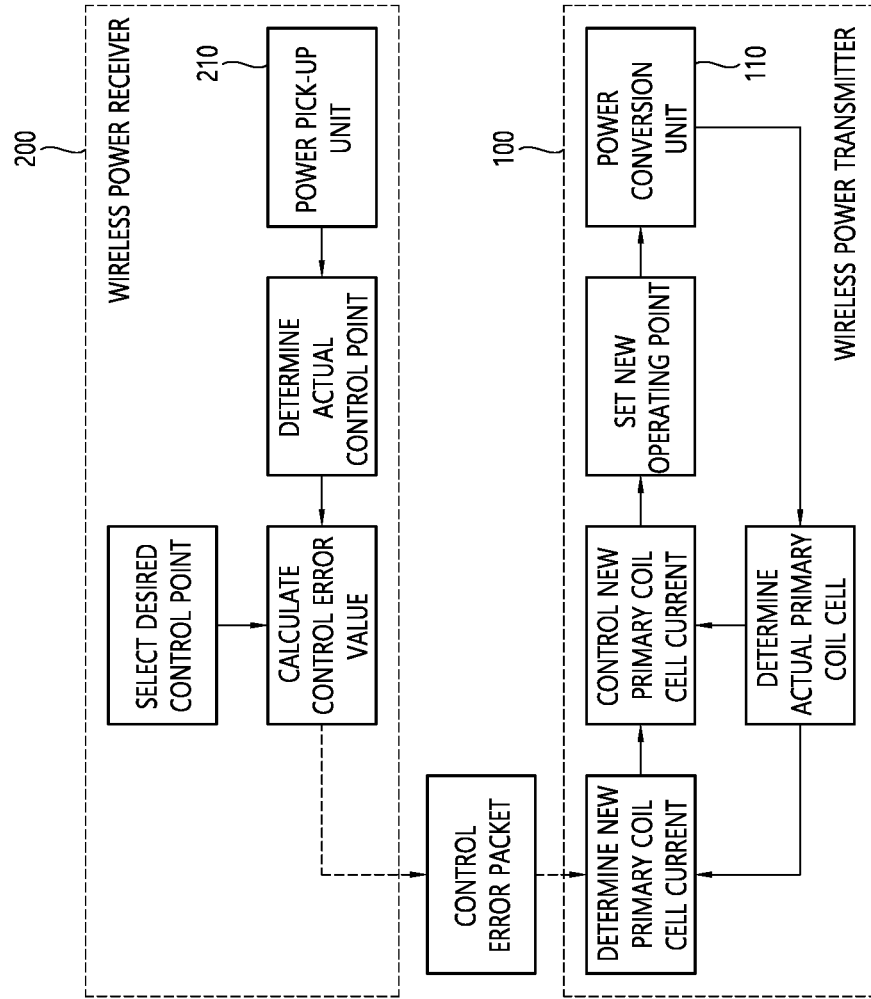 200
WIRELESS POWER RECEIVER
SELECT DESIRED
CONTROL POINT
210
CALCULATE
CONTROL ERROR
VALUE
DETERMINE
ACTUAL
CONTROL POINT
POWER PICK-UP
UNIT
CONTROL
ERROR PACKET
100
DETERMINE NEW
PRIMARY COIL
CELL CURRENT
CONTROL NEW
PRIMARY COIL
CELL CURRENT
SET NEW
OPERATING POINT
POWER
CONVERSION
UNIT
110
DETERMINE
ACTUAL PRIMARY
COIL CELL
WIRELESS POWER TRANSMITTER